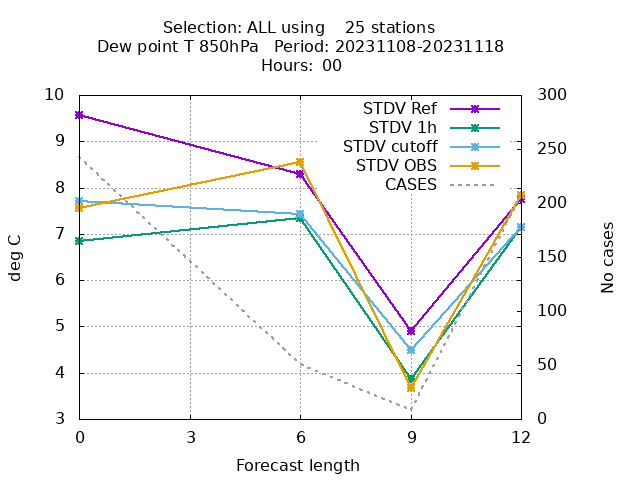 Selection: ALL using    25 stations
Dew point T 850hPa   Period: 20231108-20231118
Hours: 00
10
9
8
7
6
5
4
3
deg C
STDV Ref
STDV 1h
STDV cutoff
STDV OBS
CASES
300
250
200
150
100
50
0
No cases
0
3
6
9
12
Forecast length